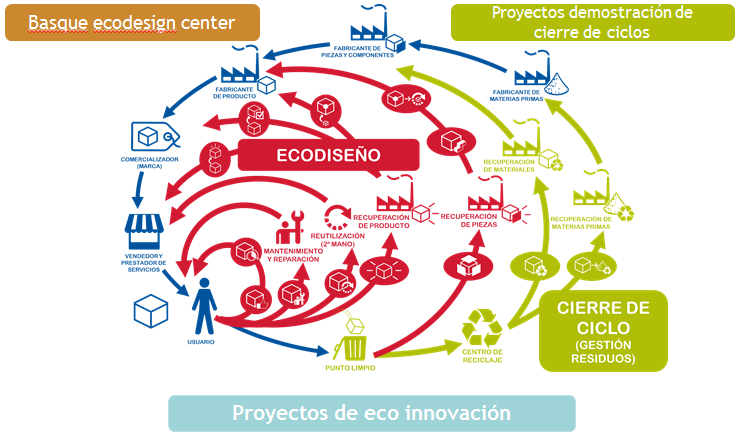 Basque ecodesign center
Proyectos demostración de
cierre de ciclos
FABRICANTE DE
PIEZAS Y COMPONENTES
FABRICANTE
DE PRODUCTO
FABRICANTE DE
MATERIAS PRIMAS
COMERCIALIZADOR
(MARCA)
ECODISEÑO
RECUPERACIÓN
DE MATERIALES
RECUPERACIÓN
DE PRODUCTO
RECUPERACIÓN
DE PIEZAS
RECUPERACIÓN DE
MATERIAS PRIMAS
REUTILIZACIÓN
(2ª MANO)
MANTENIMIENTO
Y REPARACIÓN
VENDEDOR Y
PRESTADOR DE
SERVICIOS
USUARIO
PUNTO LIMPIO
CENTRO DE
RECICLAJE
CIERRE DE
CICLO
(GESTIÓN
RESIDUOS)
Proyectos de eco innovación